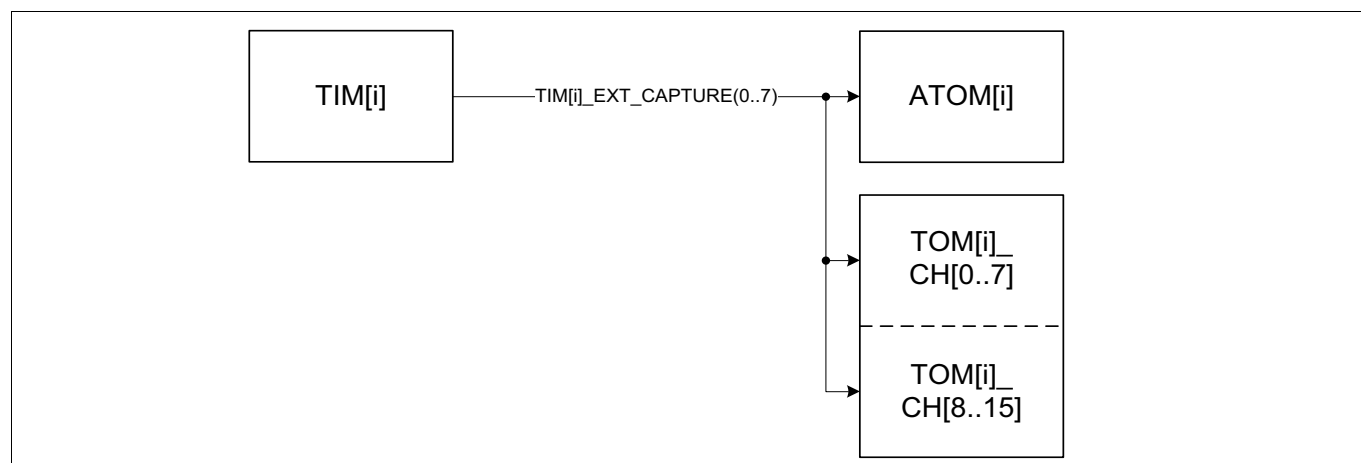 TIM[i]
TIM[i]_EXT_CAPTURE(0..7)
ATOM[i]
TOM[i]_
CH[0..7]
TOM[i]_
CH[8..15]